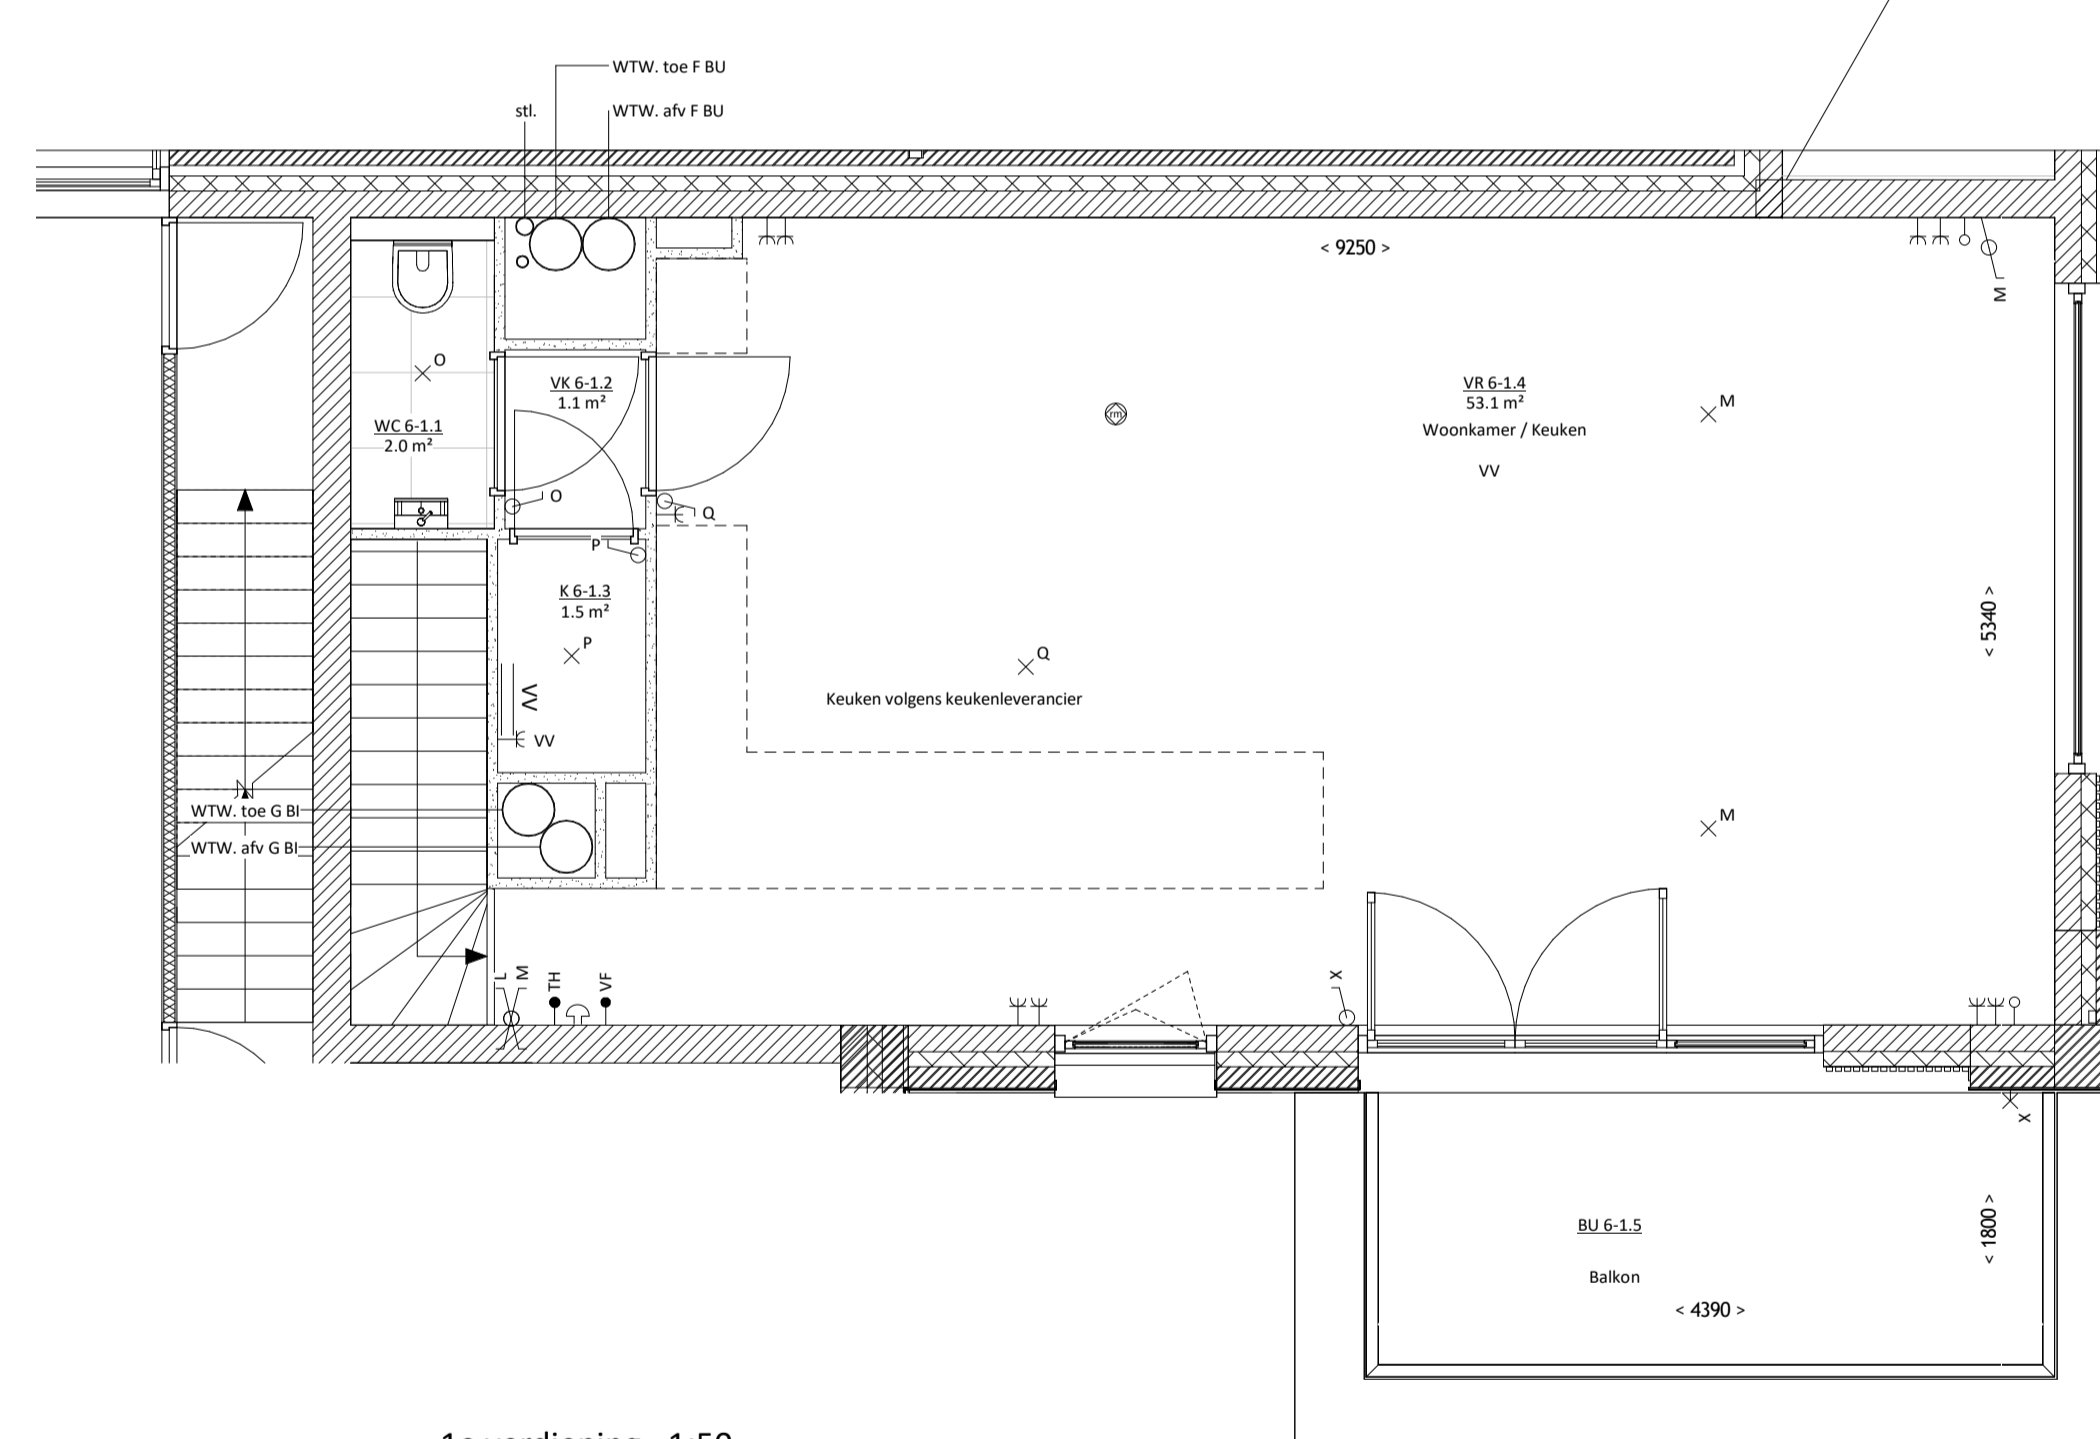 WTW. toe F BU
stl.
WTW. afv F BU
< 9250 >
M
O
VK 6-1.2
1.1 m²
VR 6-1.4
53.1 m²
Woonkamer / Keuken
VV
M
rm
WC 6-1.1
2.0 m²
O
Q
P
K 6-1.3
1.5 m²
P
< 5340 >
Q
Keuken volgens keukenleverancier
VV
VV
N
WTW. toe G BI
WTW. afv G BI
M
L
M
TH
VF
X
X
BU 6-1.5
Balkon
< 1800 >
< 4390 >